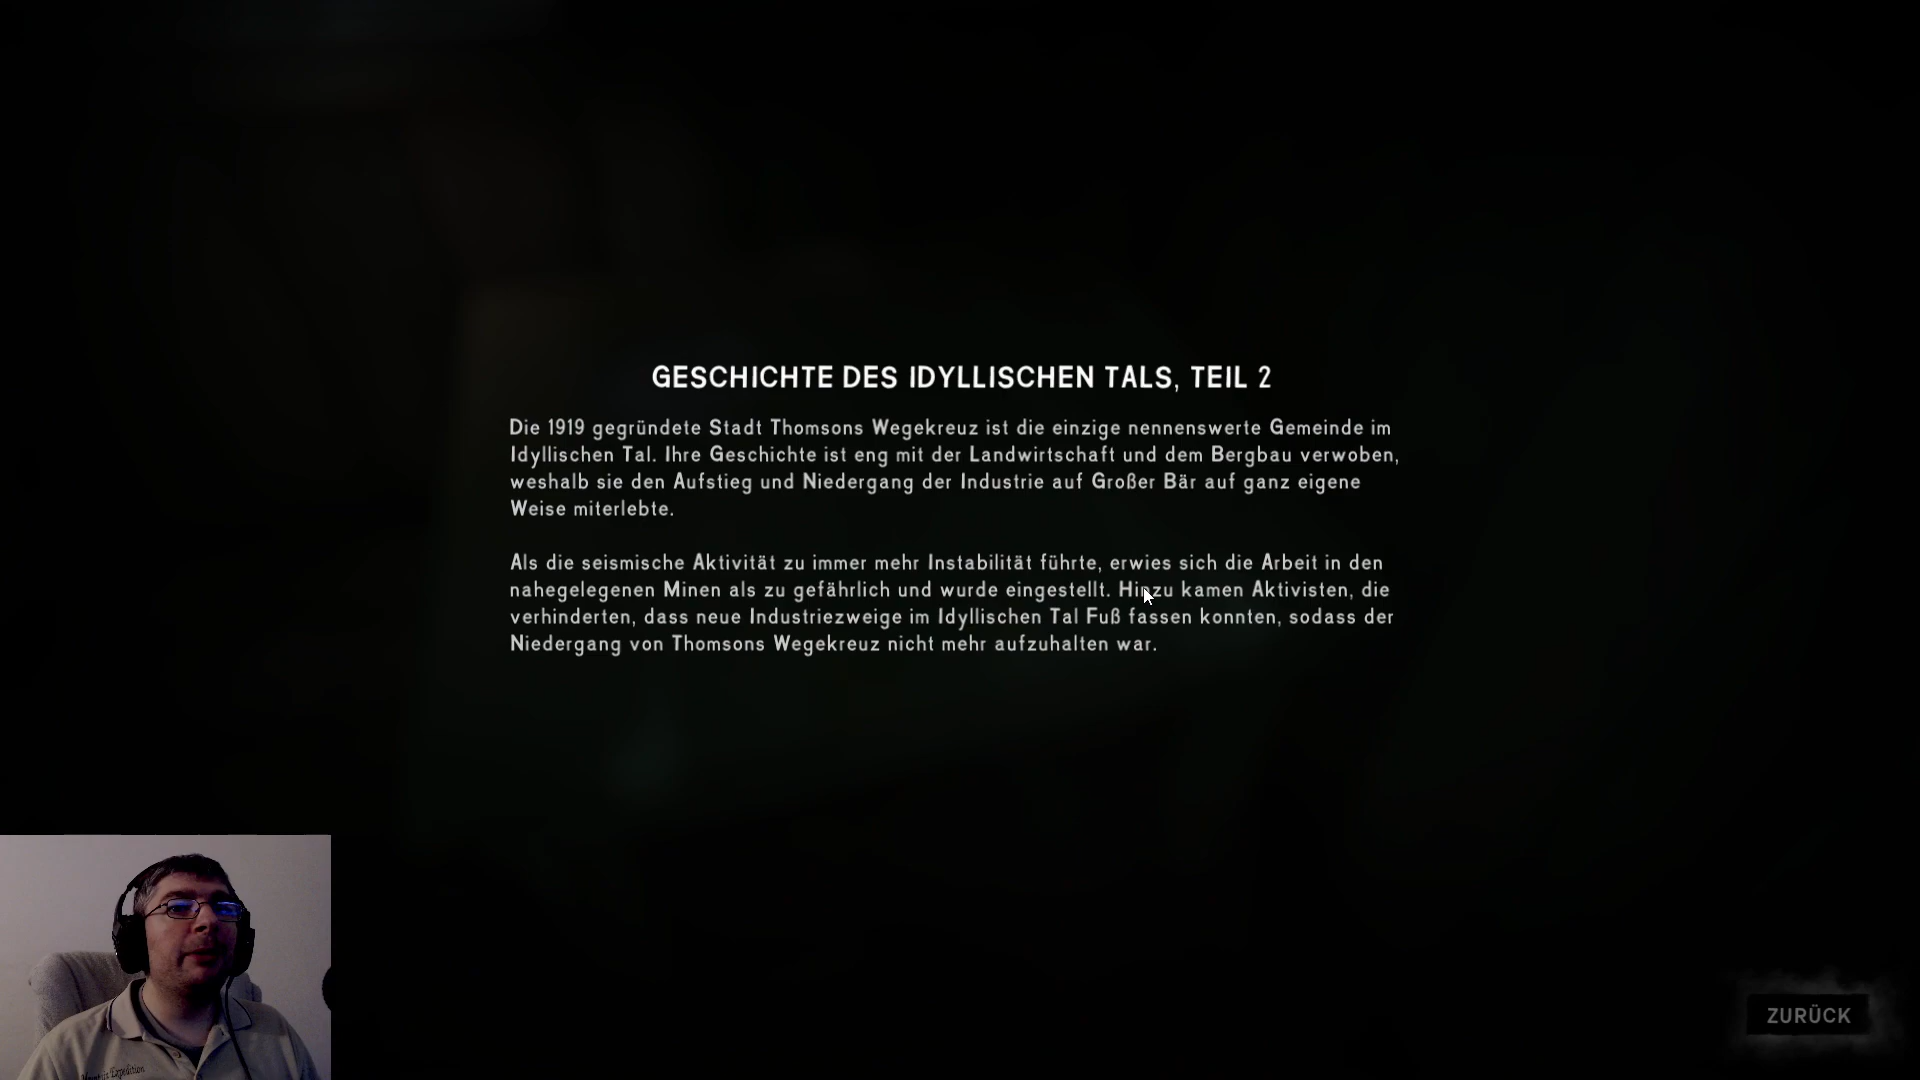 GESCHICHTE DES IDYLLISCHEN TALS, TEIL 2
Die 1919 gegründete Stadt Thomsons Wegekreuz ist die einzige nennenswerte Gemeinde im
Idyllischen Tal. Ihre Geschichte ist eng mit der Landwirtschaft und dem Bergbau verwoben,
weshalb sie den Aufstieg und Niedergang der Industrie auf Großer Bär auf ganz eigene
Weise miterlebte.
Als die seismische Aktivität zu immer mehr Instabilität führte, erwies sich die Arbeit in den
nahegelegenen Minen als zu gefährlich und wurde eingestellt. Hinzu kamen Aktivisten, die
verhinderten, dass neue Industriezweige im Idyllischen Tal Fuß fassen konnten, sodass der
Niedergang von Thomsons Wegekreuz nicht mehr aufzuhalten war.
ZURÜCK
Expedition